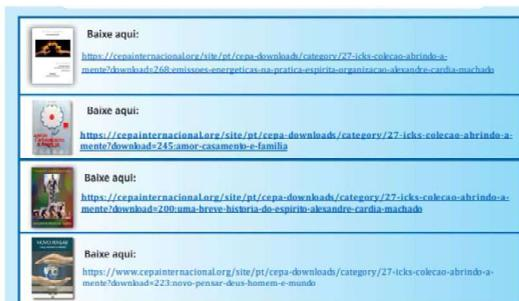 Baixe aqui:
https://cepainternacional.org/site/pt/cepa-downloads/category/27-icks-colecao-abrindo-a-
mente?download=268:emissoes-energeticas-na-pratica-espirita-organizacao-alexandre-cardia-machado
AMOR
CASAMENTO
&FAMÍLIA
Baixe aqui:
https://cepainternacional.org/site/pt/cepa-downloads/category/27-icks-colecao-abrindo-a-
mente?download=245:amor-casamento-e-familia
Baixe aqui:
https://cepainternacional.org/site/pt/cepa-downloads/category/27-icks-colecao-abrindo-a-
mente?download=200:uma-breve-historia-do-espirito-alexandre-cardia-machado
NOVO PENSAR
Baixe aqui:
https://www.cepainternacional.org/site/pt/cepa-downloads/category/27-icks-colecao-abrindo-a-
mente?download=223:novo-pensar-deus-homem-e-mundo